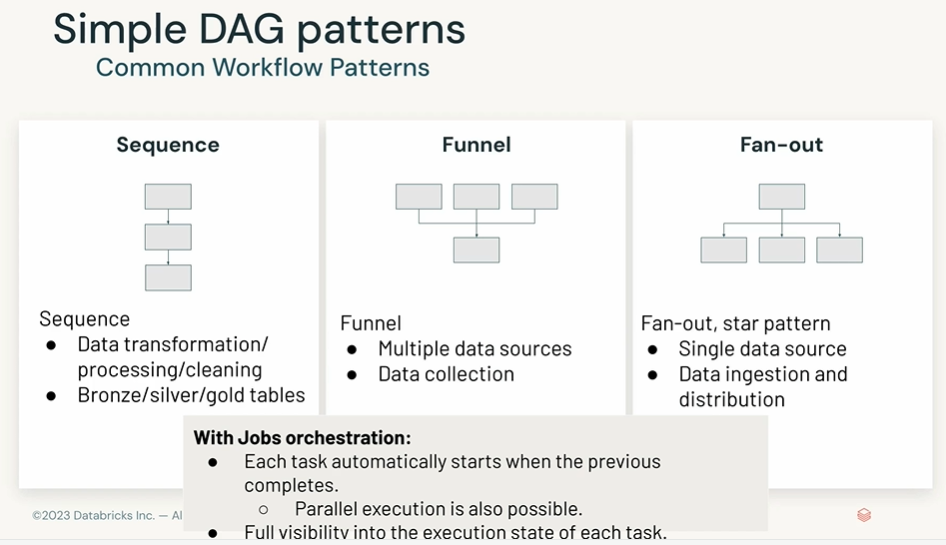 Simple DAG patterns
Common Workflow Patterns
Sequence
Sequence
● Data transformation/
processing/cleaning
● Bronze/silver/gold tables
Funnel
Funnel
● Multiple data sources
● Data collection
Fan-out
Fan-out, star pattern
● Single data source
● Data ingestion and
distribution
With Jobs orchestration:
● Each task automatically starts when the previous
completes.
○ Parallel execution is also possible.
● Full visibility into the execution state of each task.
©2023 Databricks Inc. — Al